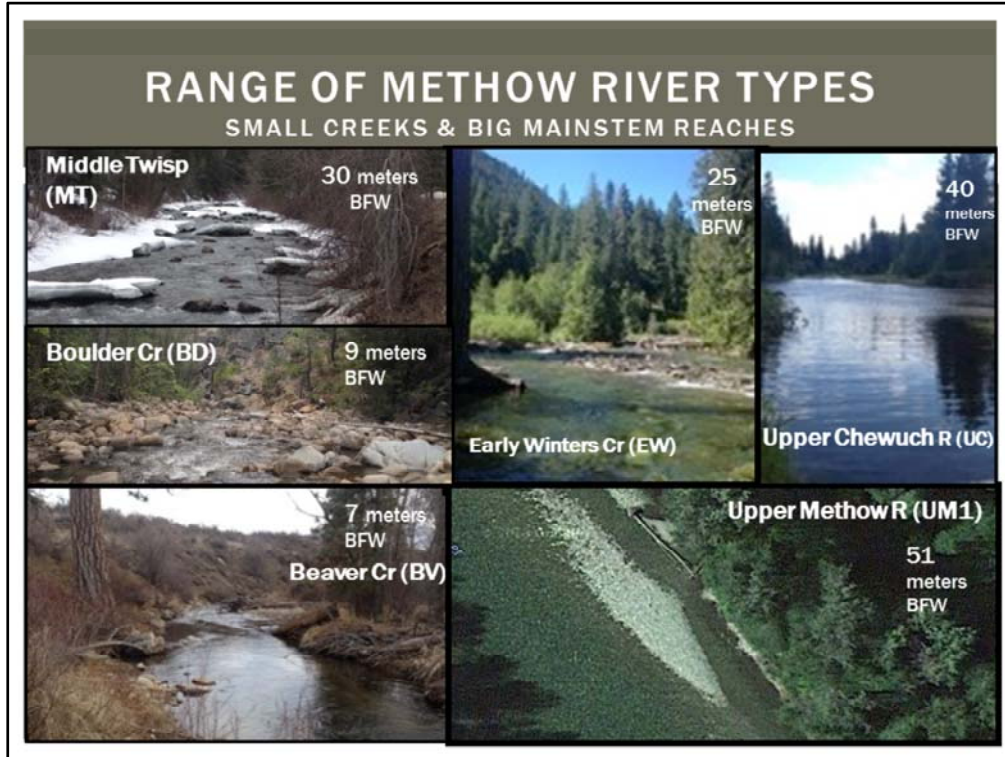 RANGE OF METHOW RIVER TYPES
SMALL CREEKS & BIG MAINSTEM REACHES
Middle Twisp
(MT)
30 meters
BFW
25
meters
BFW
40
meters
BFW
Boulder Cr (BD)
9 meters
BFW
Early Winters Cr (EW)
Upper Chewuch R (UC)
7 meters
BFW
Beaver Cr (BV)
Upper Methow R (UM1)
51
meters
BFW